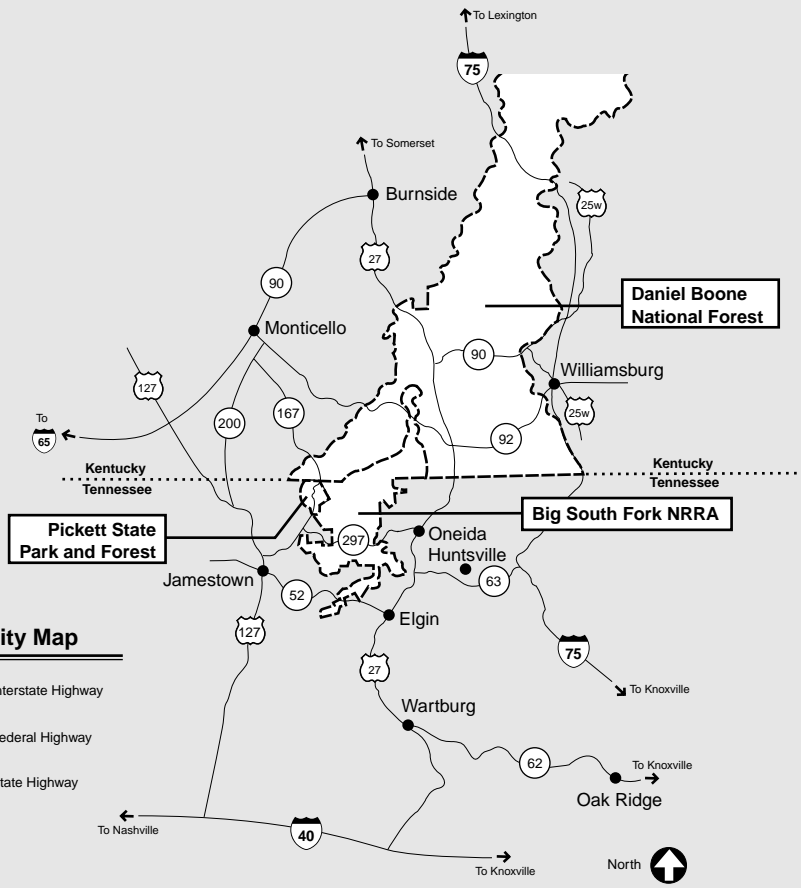 To Lexington
75
To Somerset
Burnside
25w
27
90
Daniel Boone
National Forest
Monticello
90
Williamsburg
127
25w
167
200
To
65
92
Kentucky
Tennessee
Kentucky
Tennessee
Pickett State
Park and Forest
Big South Fork NRRA
297
Oneida
Huntsville
Jamestown
63
52
Elgin
127
ity Map
75
27
nterstate Highway
To Knoxville
Wartburg
ederal Highway
62
To Knoxville
tate Highway
Oak Ridge
To Nashville
40
To Knoxville
North